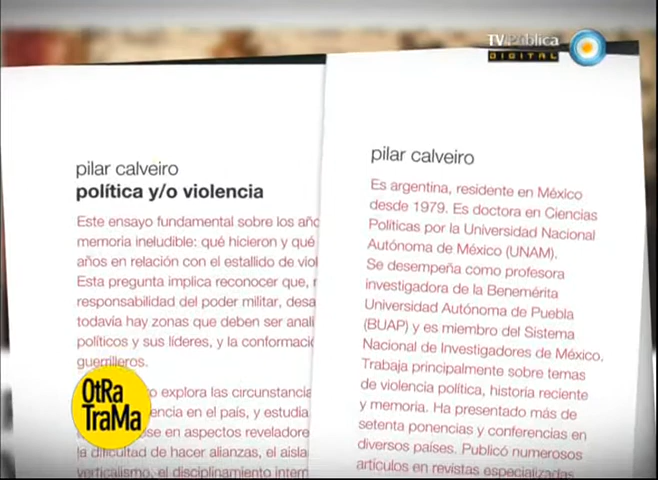 TV Pública
DIGITAL
pilar calveiro
política y/o violencia
Este ensayo fundamental sobre los año
memoria ineludible: qué hicieron y qué
años en relación con el estallido de viol
Esta pregunta implica reconocer que,
responsabilidad del poder militar, desa
todavía hay zonas que deben ser anali
políticos y sus líderes, y la conformació
guerrilleros.
o explora las circunstancia
encia en el país, y estudia
se en aspectos reveladore
la dificultad de hacer alianzas, el aisla
verticalismo, el disciplinamiento intern
pilar calveiro
Es argentina, residente en México
desde 1979. Es doctora en Ciencias
Políticas por la Universidad Nacional
Autónoma de México (UNAM).
Se desempeña como profesora
investigadora de la Benemérita
Universidad Autónoma de Puebla
(BUAP) y es miembro del Sistema
Nacional de Investigadores de México.
Trabaja principalmente sobre temas
de violencia política, historia reciente
y memoria. Ha presentado más de
setenta ponencias y conferencias en
diversos países. Publicó numerosos
artículos en revistas especializadas
OtRa
TraMa